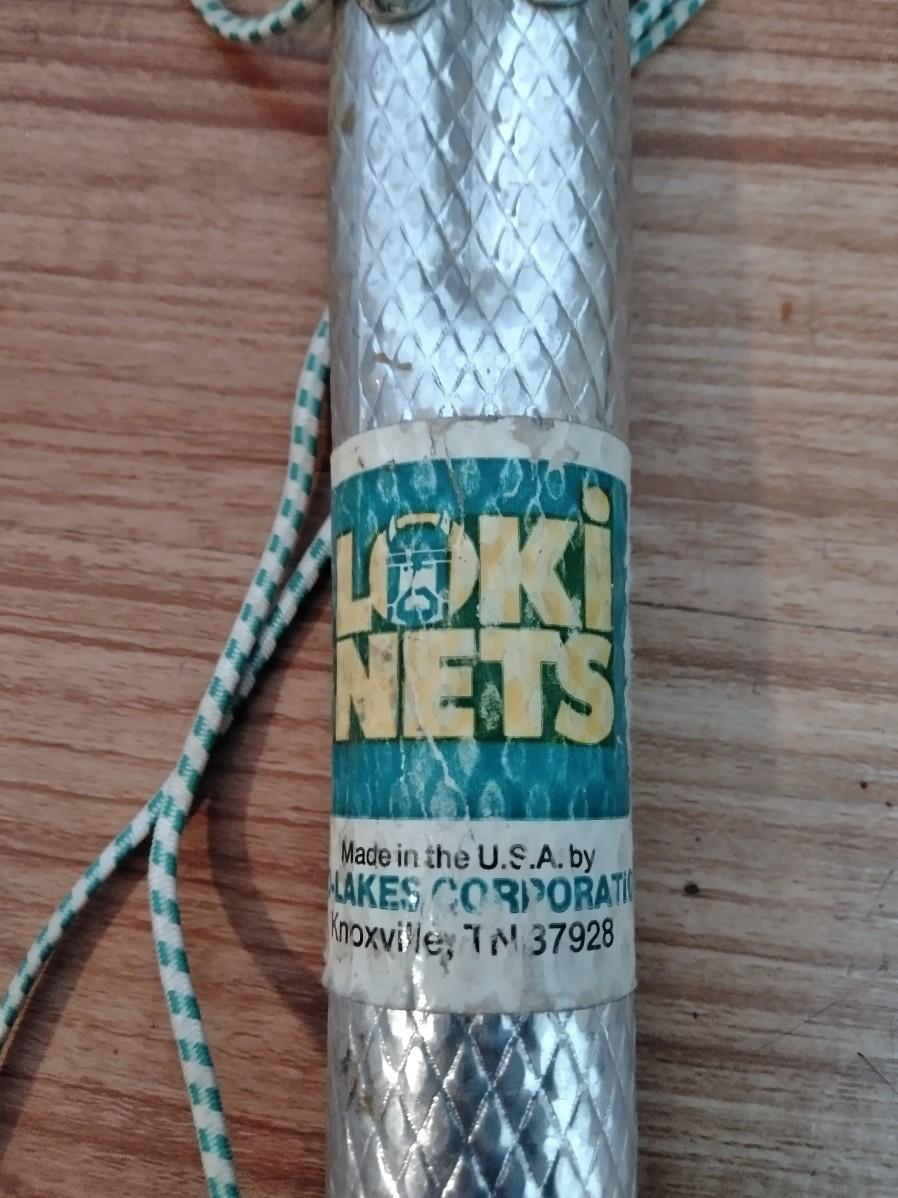 LOKi
NETS
Made in the U.S.A. by
-LAKES CORPORATIO
Knoxville, TN 37928